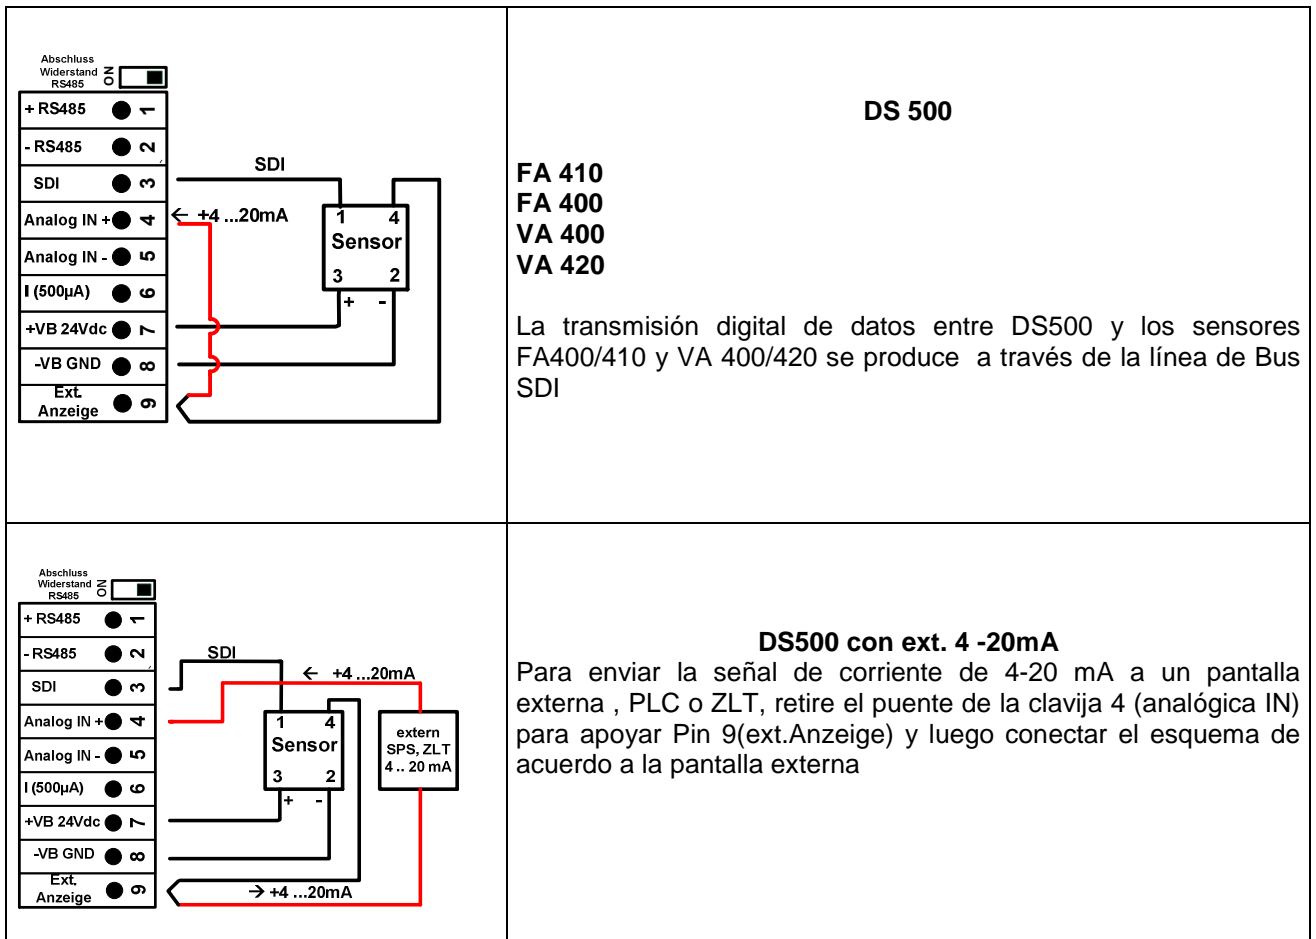 Abschluss
Widerstand
RS485
ON
+ RS485 1
- RS485 2
SDI 3
Analog IN + 4
Analog IN - 5
I (500µA) 6
+VB 24Vdc 7
-VB GND 8
Ext.
Anzeige 9
SDI
← +4 ...20mA
1 4
Sensor
3 2
+ -
DS 500
FA 410
FA 400
VA 400
VA 420
La transmisión digital de datos entre DS500 y los sensores
FA400/410 y VA 400/420 se produce a través de la línea de Bus
SDI
Abschluss
Widerstand
RS485
ON
+ RS485 1
- RS485 2
SDI 3
Analog IN + 4
Analog IN - 5
I (500µA) 6
+VB 24Vdc 7
-VB GND 8
Ext.
Anzeige 9
SDI
← +4 ...20mA
1 4
Sensor
3 2
+ -
extern
SPS, ZLT
4 .. 20 mA
→ +4 ...20mA
DS500 con ext. 4 -20mA
Para enviar la señal de corriente de 4-20 mA a un pantalla
externa , PLC o ZLT, retire el puente de la clavija 4 (analógica IN)
para apoyar Pin 9(ext.Anzeige) y luego conectar el esquema de
acuerdo a la pantalla externa